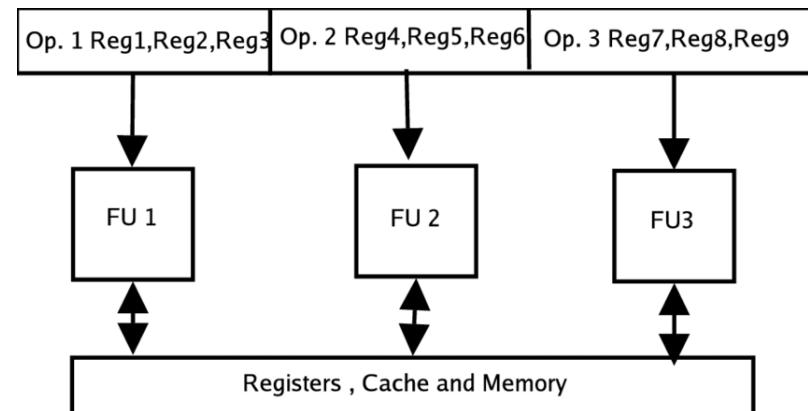 Op. 1 Reg1,Reg2,Reg3
Op. 2 Reg4,Reg5,Reg6
Op. 3 Reg7,Reg8,Reg9
FU 1
FU 2
FU3
Registers , Cache and Memory